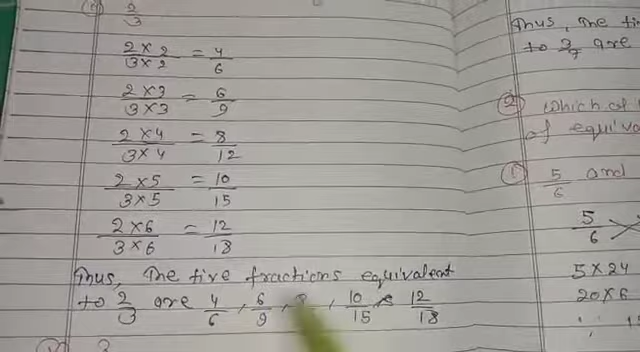 2/3
2×2/3×2 = 4/6
2×3/3×3 = 6/9
2×4/3×4 = 8/12
2×5/3×5 = 10/15
2×6/3×6 = 12/18
Thus, The five fractions equivalent
to 2/3 are 4/6, 6/9, , 10/15 & 12/18
Thus, The
to 3/7 are
② Which of
of equiva
① 5/6 and
5/6
5×24
20×6